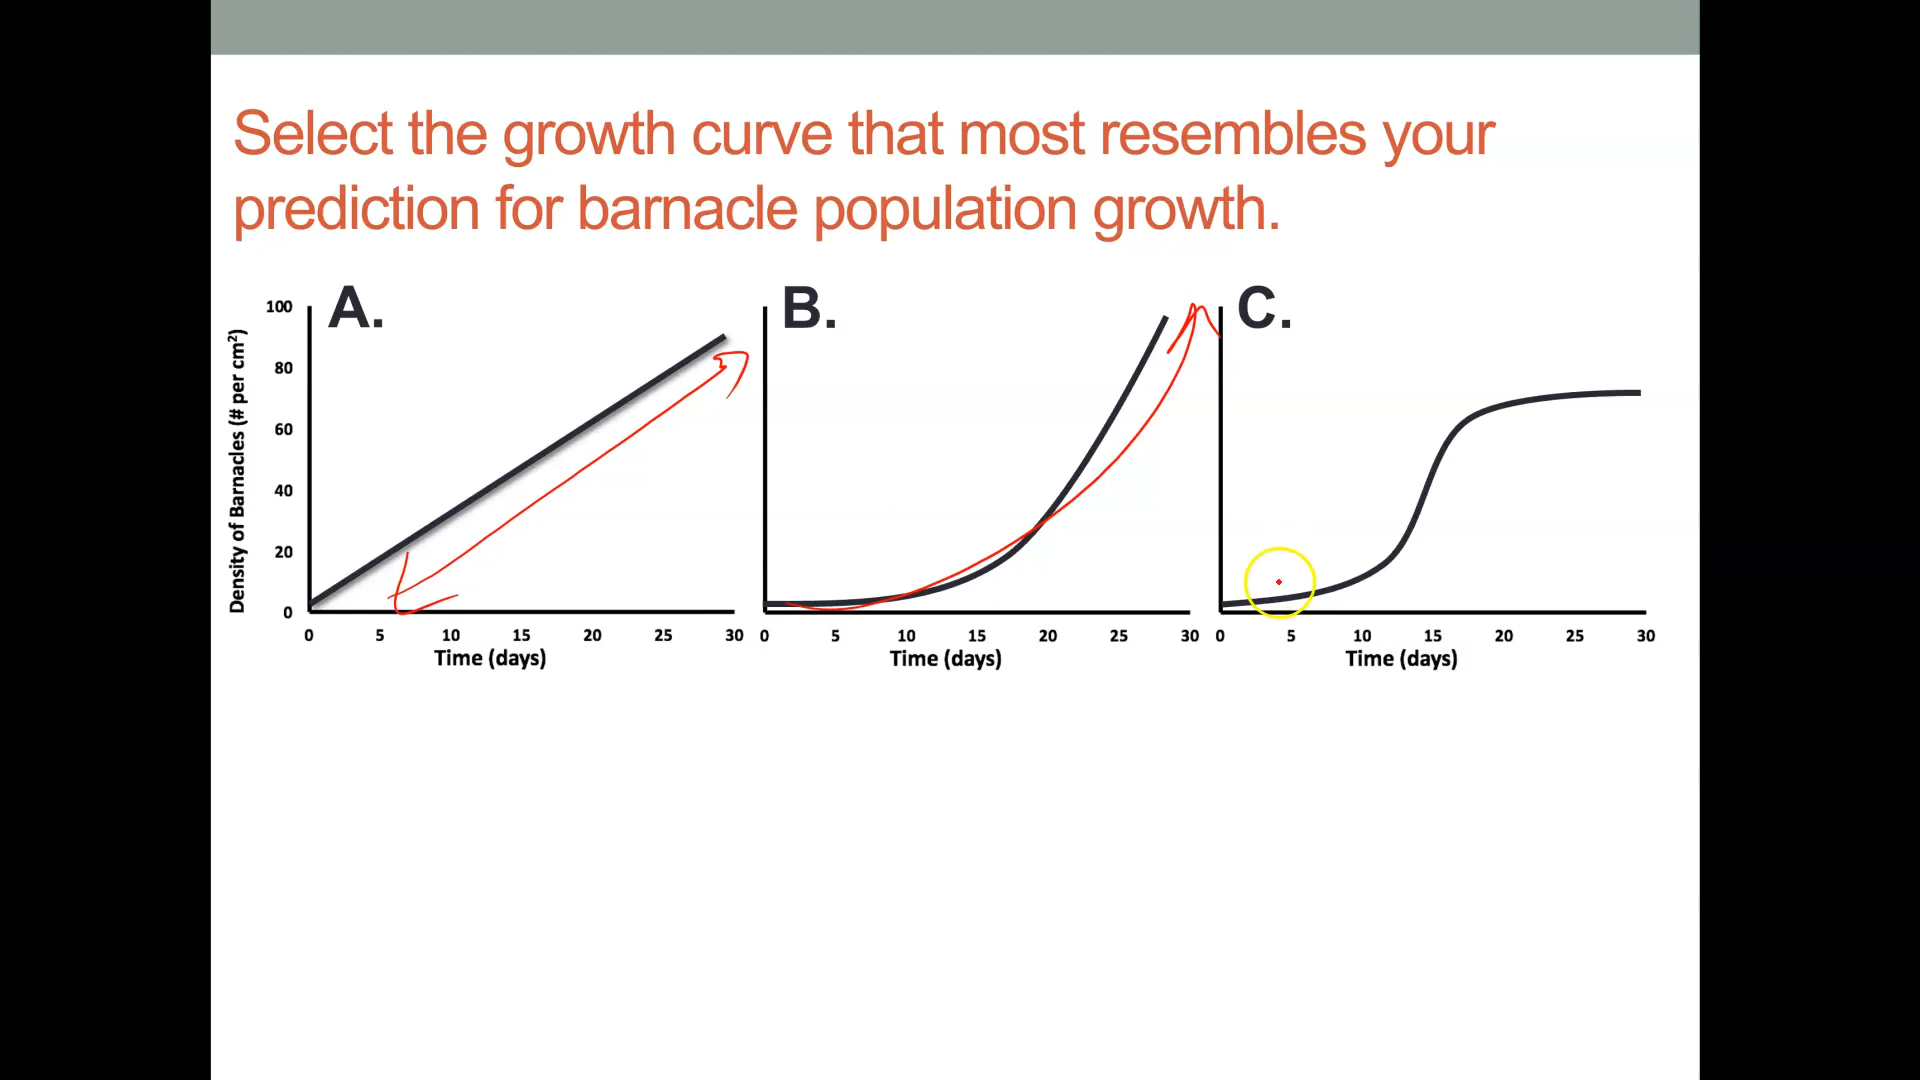 Select the growth curve that most resembles your
prediction for barnacle population growth.
A.
B.
C.
Density of Barnacles (# per cm²)
100
80
60
40
20
0
0 5 10 15 20 25 30
Time (days)
0 5 10 15 20 25 30
Time (days)
0 5 10 15 20 25 30
Time (days)